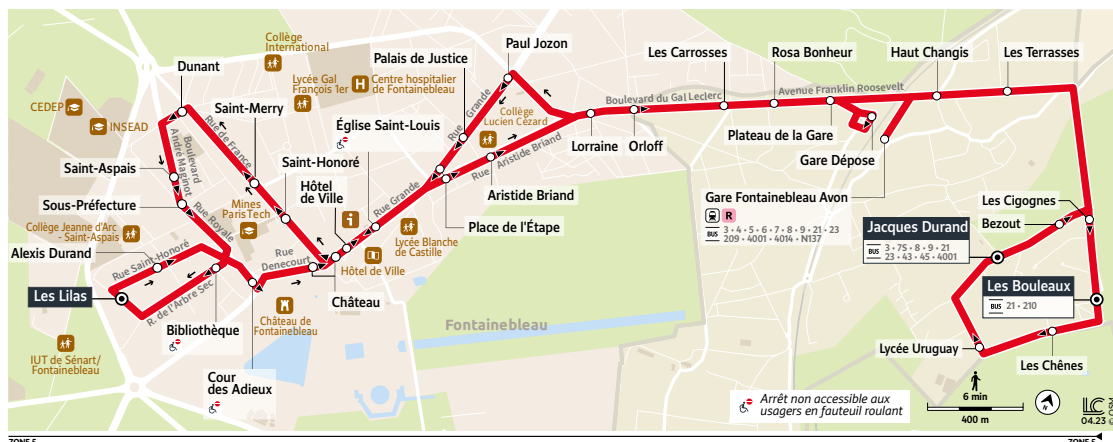 Collège
International
Paul Jozon
Dunant
Palais de Justice
Les Carrosses
Rosa Bonheur
Haut Changis
Les Terrasses
Lycée Gal
François 1er
H
Centre hospitalier
de Fontainebleau
CEDEP
INSEAD
Saint-Merry
Rue de France
Rue Grande
Collège
Lucien Cézard
Boulevard du Gal Leclerc
Avenue Franklin Roosevelt
Église Saint-Louis
Boulevard
André Maginot
Rue Aristide Briand
Lorraine
Orloff
Plateau de la Gare
Gare Dépose
Saint-Aspais
Saint-Honoré
Hôtel
de Ville
Aristide Briand
Sous-Préfecture
Mines
ParisTech
Rue Royale
Rue Grande
Place de l'Étape
Gare Fontainebleau Avon
R
BUS 3 • 4 • 5 • 6 • 7 • 8 • 9 • 21 • 23
209 • 4001 • 4014 • N137
Les Cigognes
Bezout
Jacques Durand
BUS 3 • 7S • 8 • 9 • 21
23 • 43 • 45 • 4001
Collège Jeanne d'Arc
- Saint-Aspais
Alexis Durand
Rue Saint-Honoré
Rue
Denecourt
i
Hôtel de Ville
Lycée Blanche
de Castille
Les Lilas
R. de l'Arbre Sec
Château
Les Bouleaux
BUS 21 • 210
Bibliothèque
Château de
Fontainebleau
Fontainebleau
IUT de Sénart/
Fontainebleau
Cour
des Adieux
Lycée Uruguay
Les Chênes
Arrêt non accessible aux
usagers en fauteuil roulant
6 min
400 m
N
LC
04.23
ZONE 5
ZONE 5